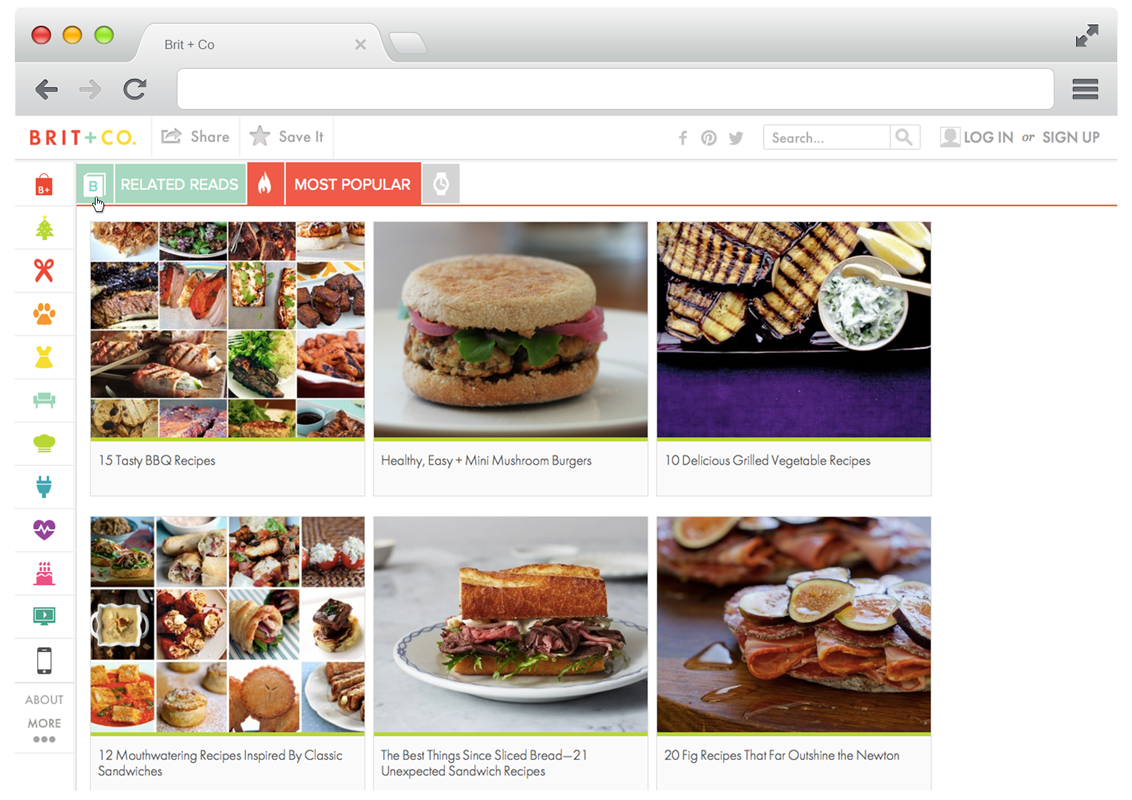 Brit + Co
BRIT+CO.
Share
Save It
Search...
LOG IN or SIGN UP
B+
B
RELATED READS
MOST POPULAR
15 Tasty BBQ Recipes
Healthy, Easy + Mini Mushroom Burgers
10 Delicious Grilled Vegetable Recipes
12 Mouthwatering Recipes Inspired By Classic
Sandwiches
The Best Things Since Sliced Bread—21
Unexpected Sandwich Recipes
20 Fig Recipes That Far Outshine the Newton
ABOUT
MORE